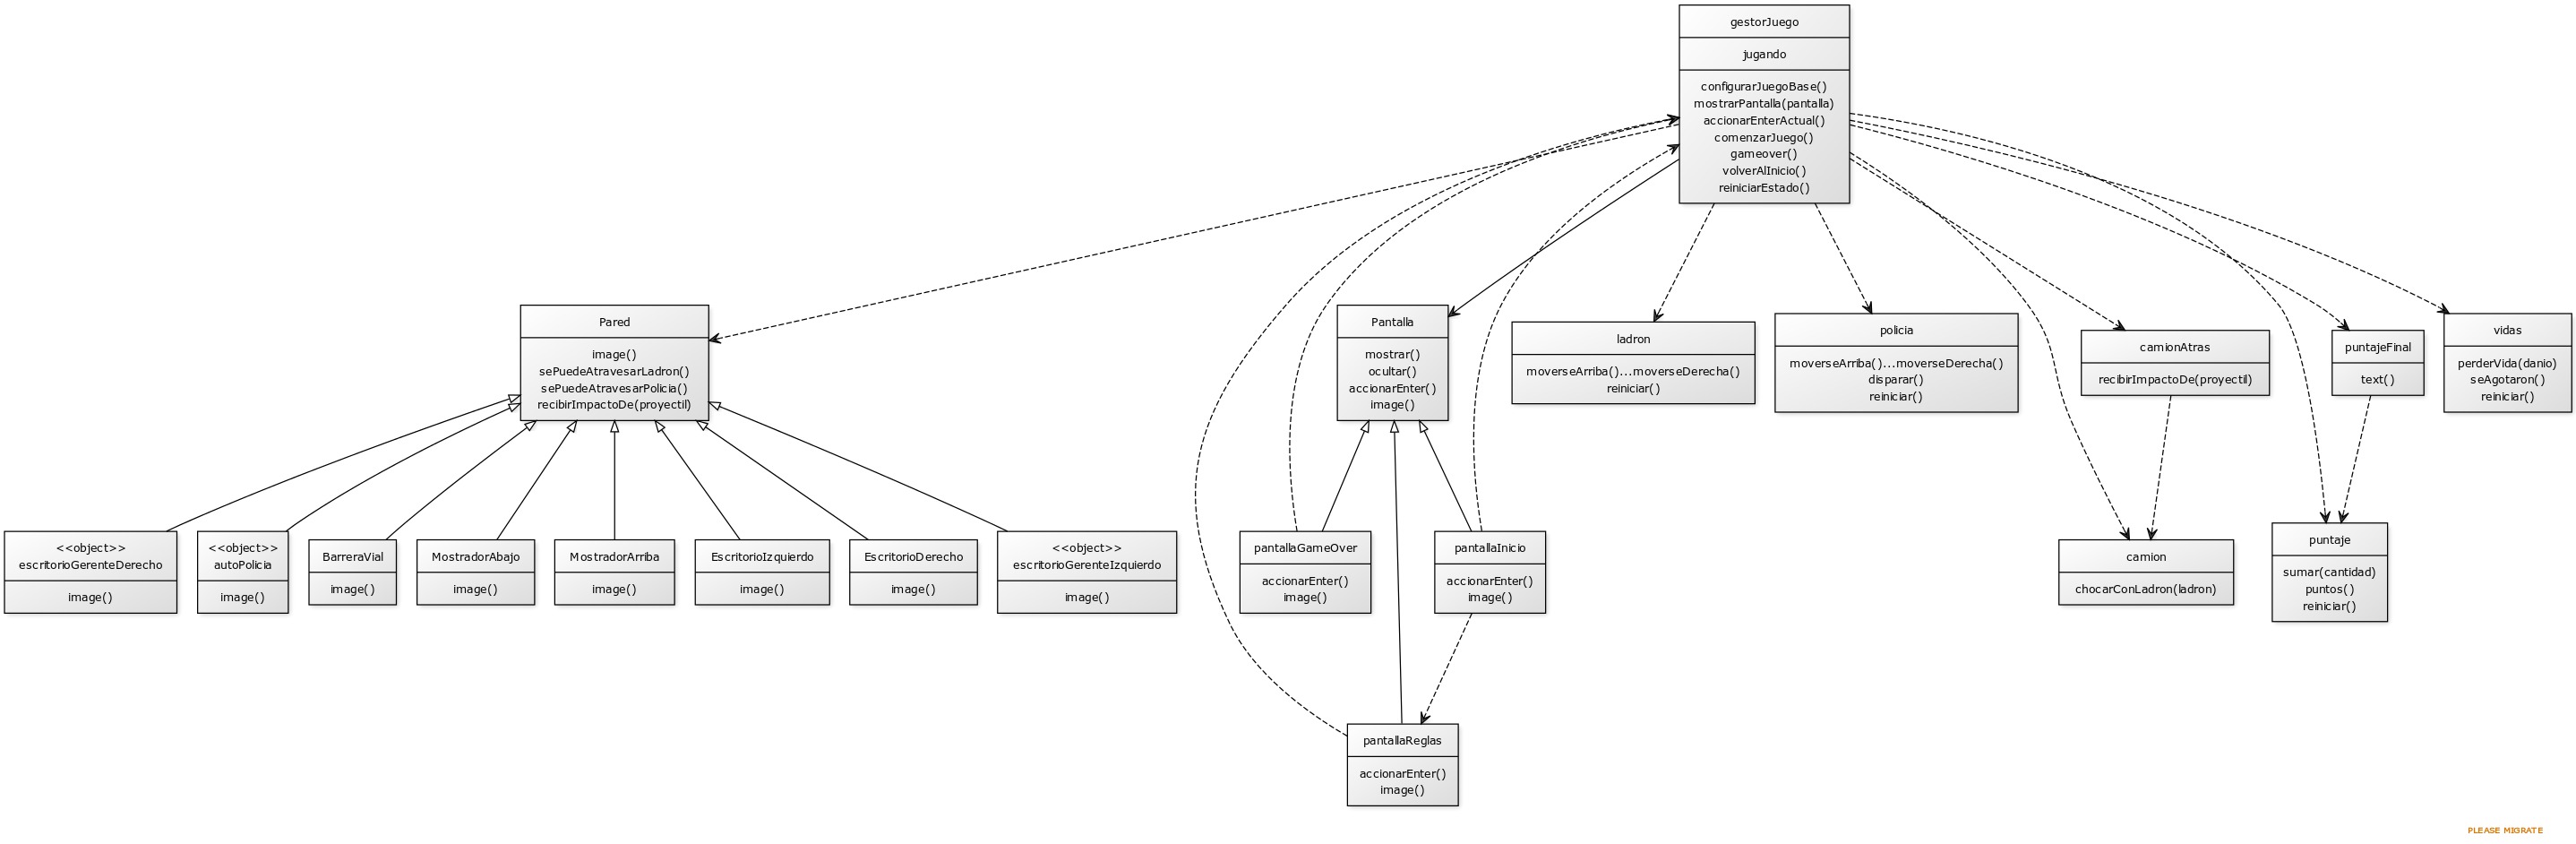 gestorJuego
jugando
configurarJuegoBase()
mostrarPantalla(pantalla)
accionarEnterActual()
comenzarJuego()
gameover()
volverAlInicio()
reiniciarEstado()
Pared
image()
sePuedeAtravesarLadron()
sePuedeAtravesarPolicia()
recibirImpactoDe(proyectil)
Pantalla
mostrar()
ocultar()
accionarEnter()
image()
ladron
moverseArriba()...moverseDerecha()
reiniciar()
policia
moverseArriba()...moverseDerecha()
disparar()
reiniciar()
camionAtras
recibirImpactoDe(proyectil)
puntajeFinal
text()
vidas
perderVida(danio)
seAgotaron()
reiniciar()
<<object>>
escritorioGerenteDerecho
image()
<<object>>
autoPolicia
image()
BarreraVial
image()
MostradorAbajo
image()
MostradorArriba
image()
EscritorioIzquierdo
image()
EscritorioDerecho
image()
<<object>>
escritorioGerenteIzquierdo
image()
pantallaGameOver
accionarEnter()
image()
pantallaInicio
accionarEnter()
image()
camion
chocarConLadron(ladron)
puntaje
sumar(cantidad)
puntos()
reiniciar()
pantallaReglas
accionarEnter()
image()
PLEASE MIGRATE